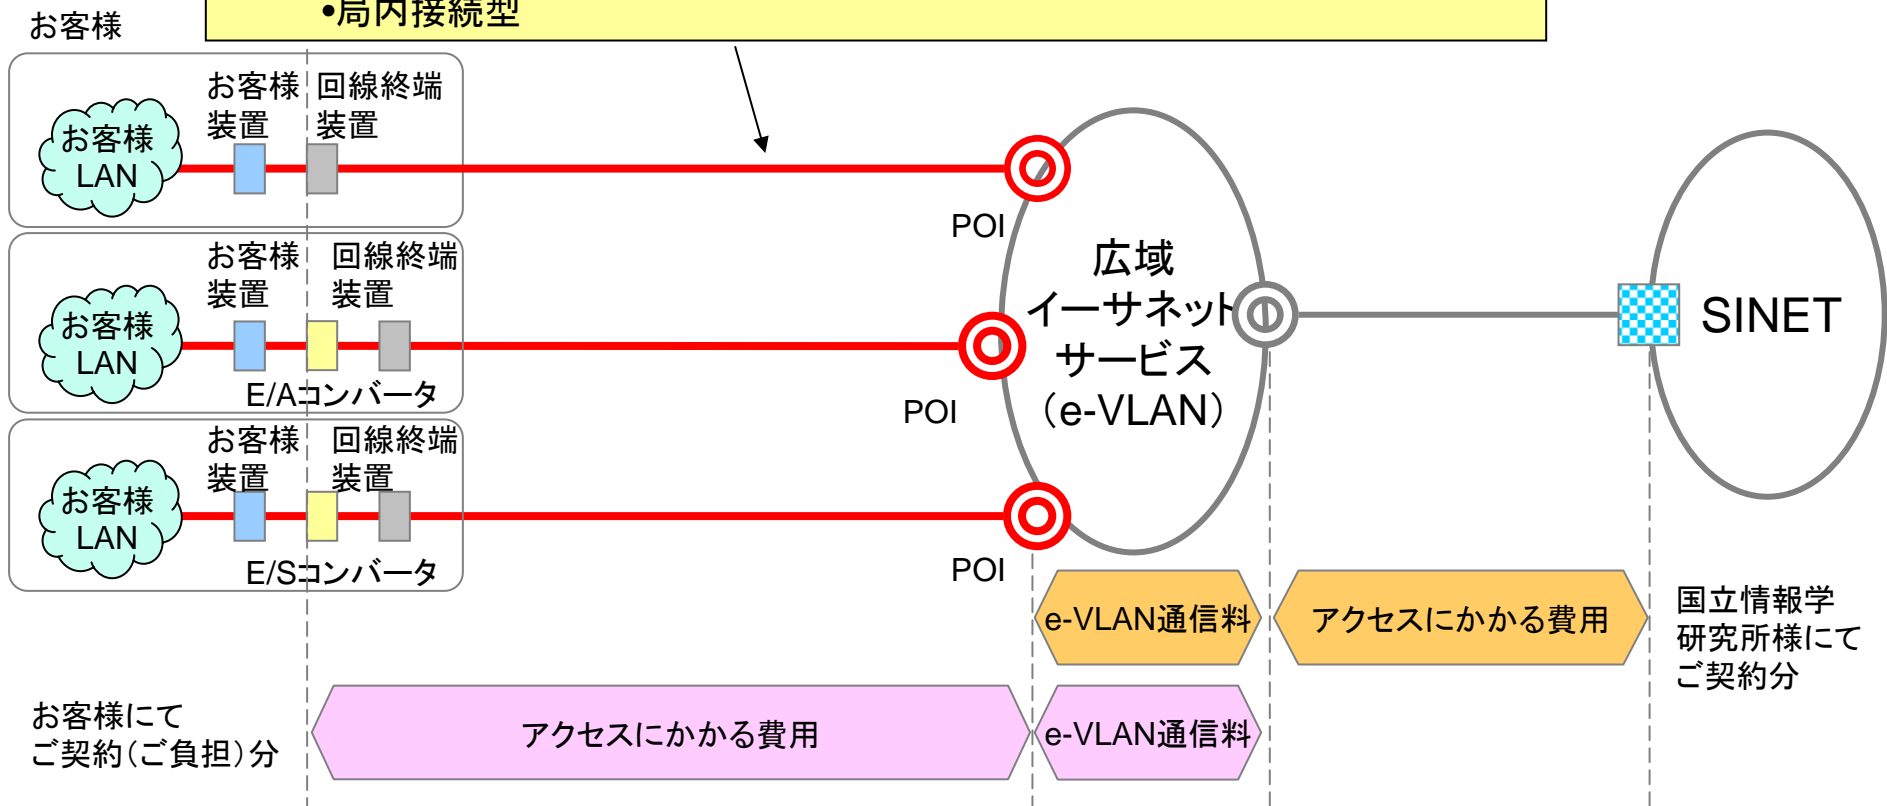 •局内接続型
お客様
お客様
装置
回線終端
装置
お客様
LAN
POI
お客様
装置
回線終端
装置
お客様
LAN
E/Aコンバータ
POI
お客様
装置
回線終端
装置
お客様
LAN
E/Sコンバータ
POI
広域
イーサネット
サービス
（e-VLAN）
SINET
e-VLAN通信料
アクセスにかかる費用
国立情報学
研究所様にて
ご契約分
お客様にて
ご契約（ご負担）分
アクセスにかかる費用
e-VLAN通信料